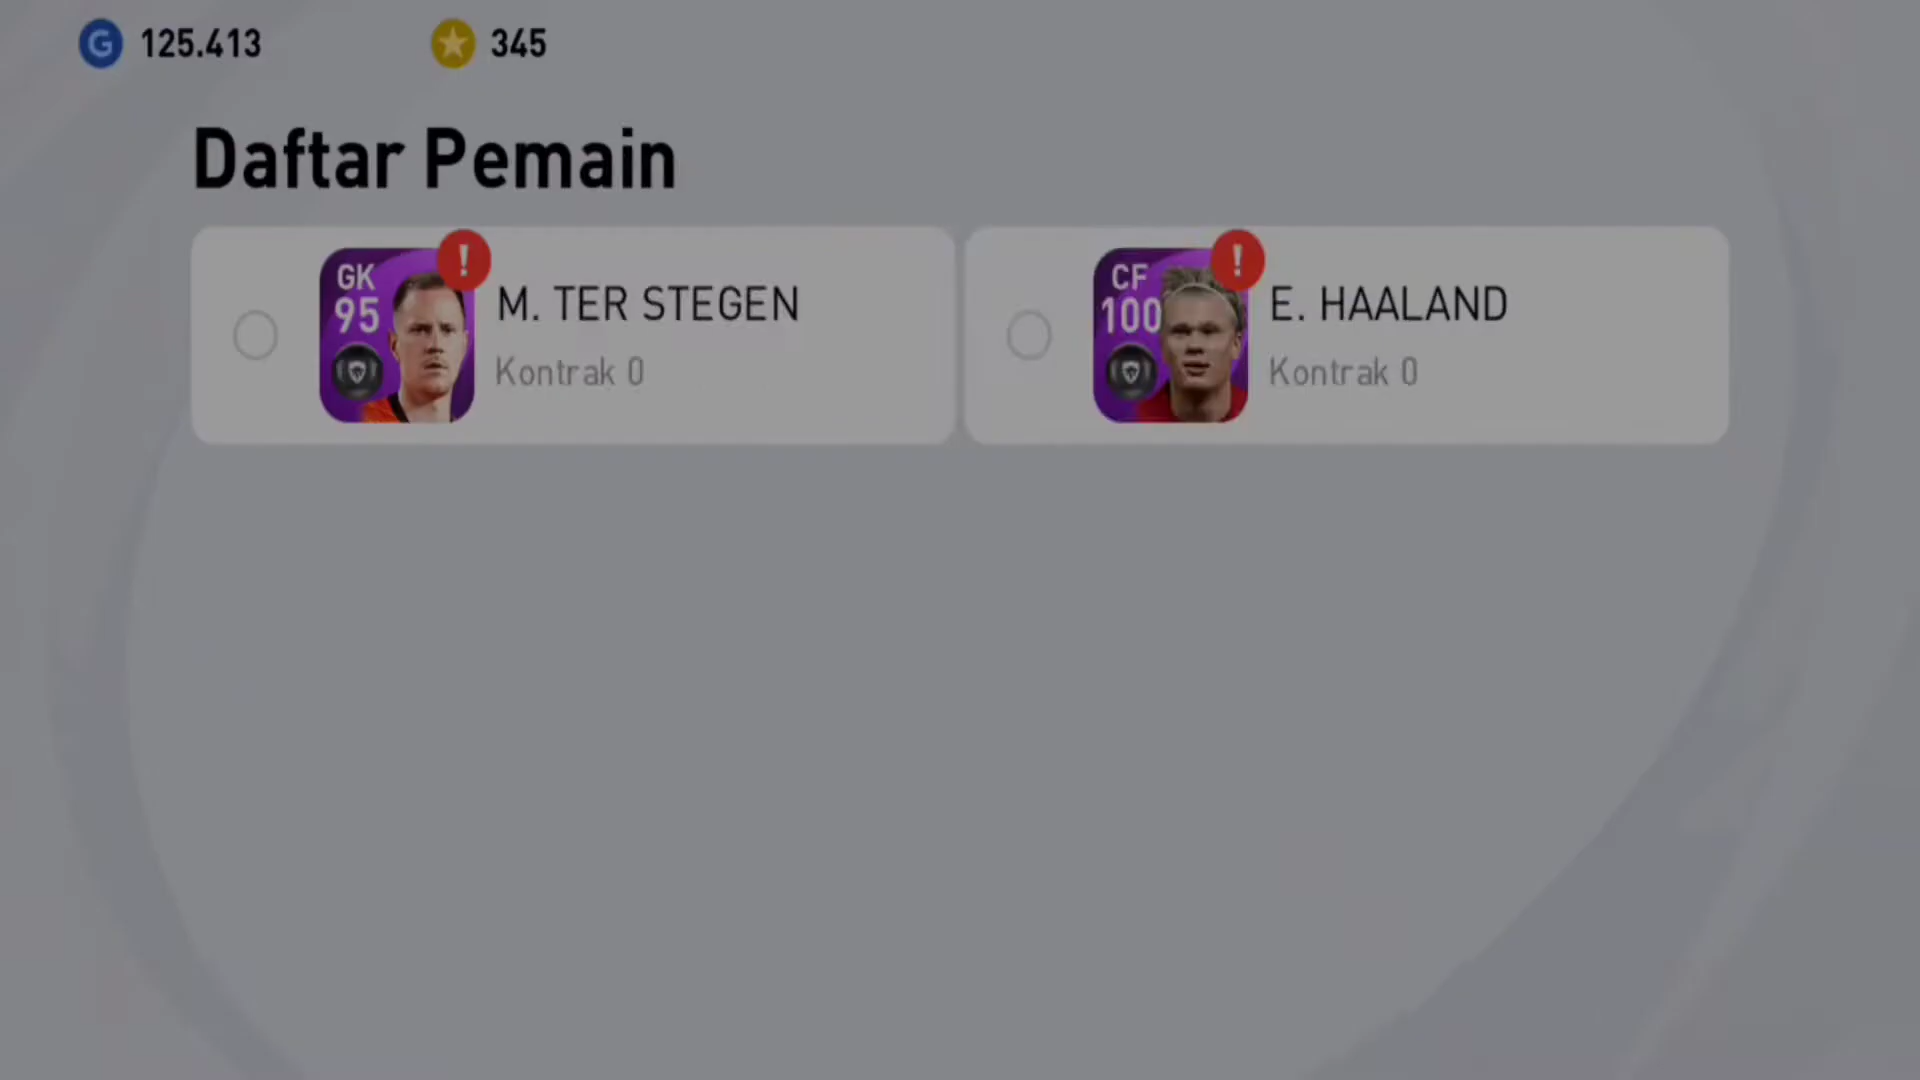 G 125.413 345
Daftar Pemain
GK
95
!
M. TER STEGEN
Kontrak 0
CF
100
!
E. HAALAND
Kontrak 0